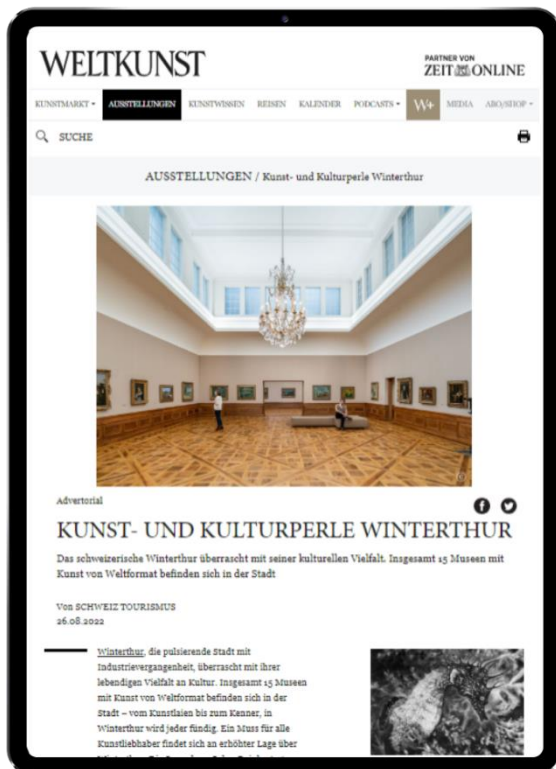 WELTKUNST
PARTNER VON
ZEIT ONLINE
KUNSTMARKT AUSSTELLUNGEN KUNSTWISSEN REISEN KALENDER PODCASTS W+ MEDIA ABO/SHOP
SUCHE
AUSSTELLUNGEN / Kunst- und Kulturperle Winterthur
Advertorial
KUNST- UND KULTURPERLE WINTERTHUR
Das schweizerische Winterthur überrascht mit seiner kulturellen Vielfalt. Insgesamt 15 Museen mit
Kunst von Weltformat befinden sich in der Stadt
Von SCHWEIZ TOURISMUS
26.08.2022
Winterthur, die pulsierende Stadt mit
Industrievergangenheit, überrascht mit ihrer
lebendigen Vielfalt an Kultur. Insgesamt 15 Museen
mit Kunst von Weltformat befinden sich in der
Stadt – vom Kunstlaien bis zum Kenner, in
Winterthur wird jeder fündig. Ein Muss für alle
Kunstliebhaber findet sich an erhöhter Lage über